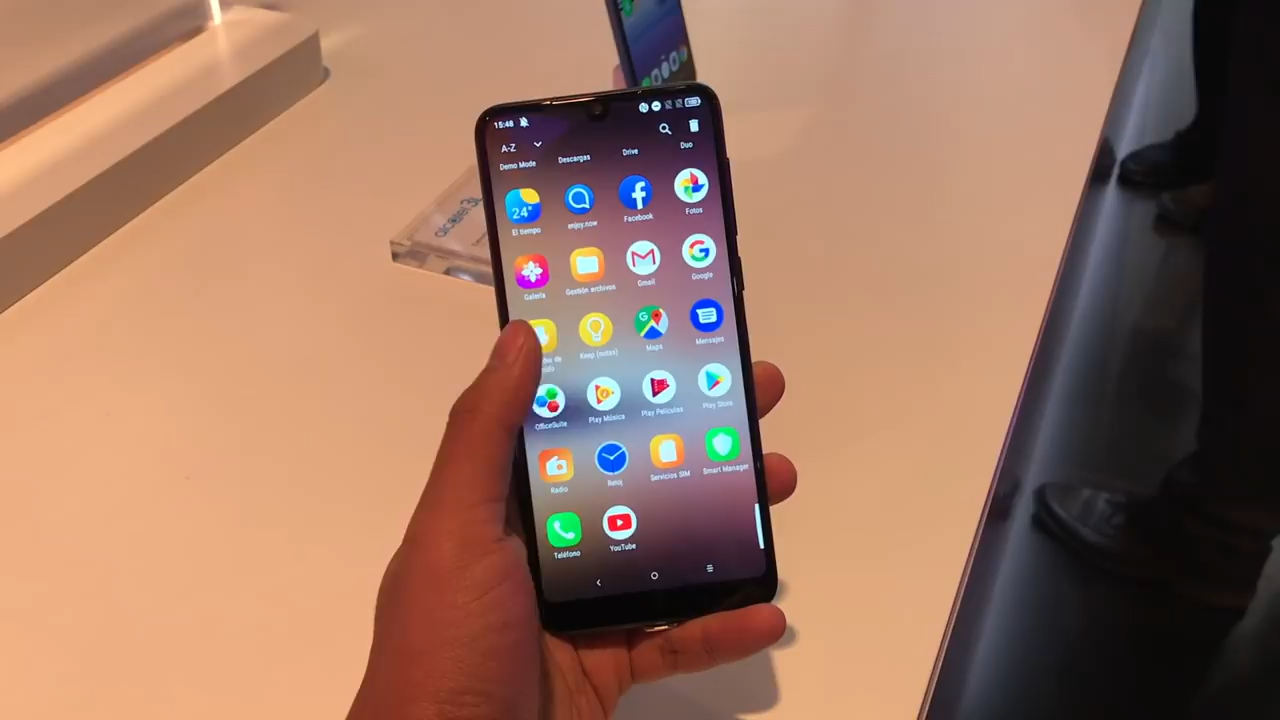 15:48
A-Z
Demo Mode
Descargas
Drive
Duo
24°
El tiempo
enjoy.now
Facebook
Fotos
Galería
Gestión archivos
Gmail
Google
Keep (notas)
Maps
Mensajes
OfficeSuite
Play Música
Play Películas
Play Store
Radio
Reloj
Servicios SIM
Smart Manager
Teléfono
YouTube
alcatel 3L